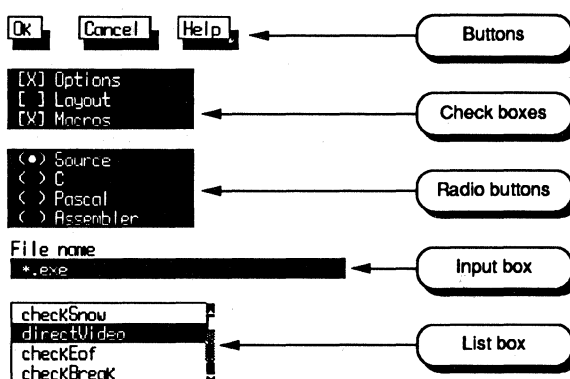 Ok Cancel Help Buttons
[X] Options
[ ] Layout
[X] Macros
Check boxes
(•) Source
( ) C
( ) Pascal
( ) Assembler
Radio buttons
File name
*.exe
Input box
checkSnow
directVideo
checkEof
checkBreak
List box